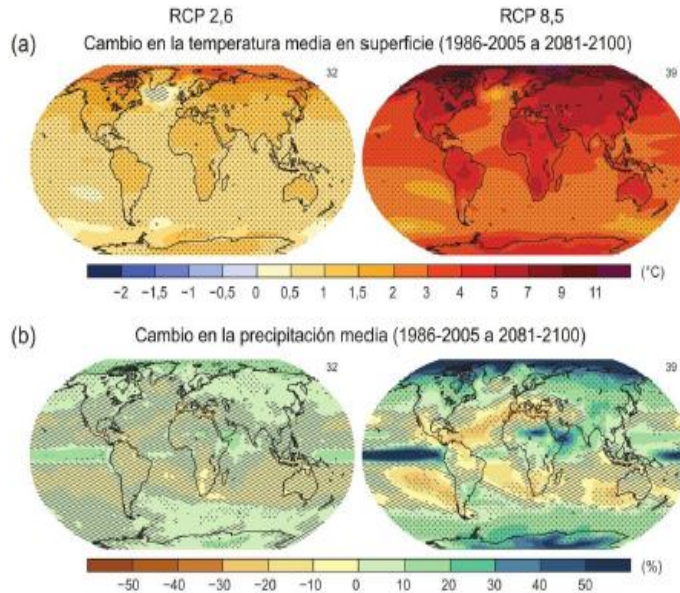 RCP 2,6 RCP 8,5
(a) Cambio en la temperatura media en superficie (1986-2005 a 2081-2100)
32 39
(°C)
−2 −1,5 −1 −0,5 0 0,5 1 1,5 2 3 4 5 7 9 11
(b) Cambio en la precipitación media (1986-2005 a 2081-2100)
32 39
(%)
−50 −40 −30 −20 −10 0 10 20 30 40 50